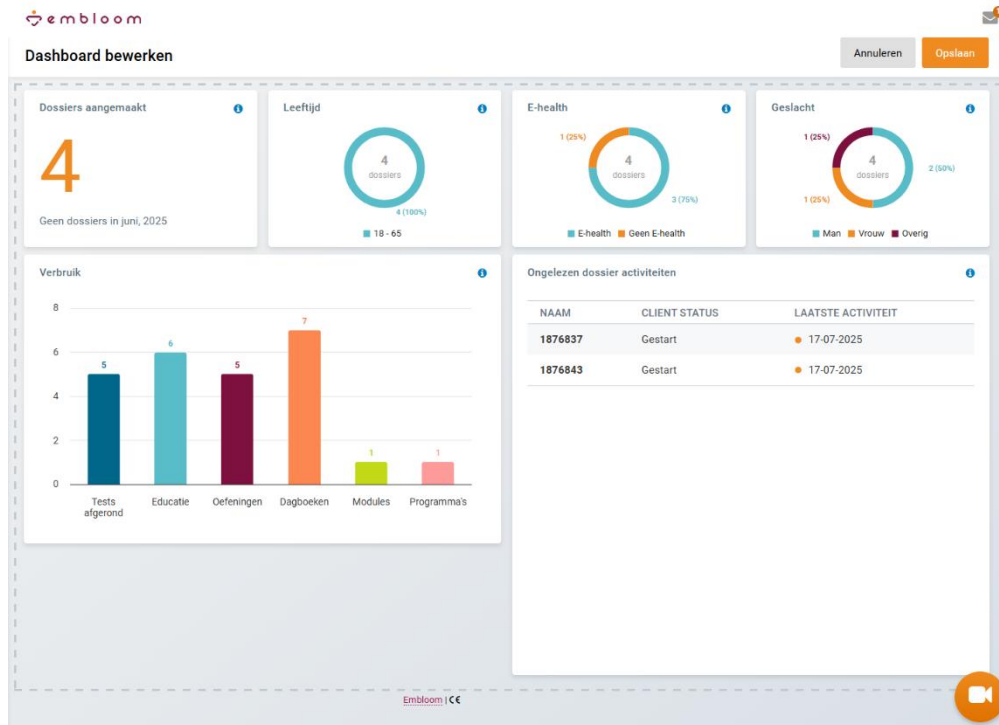 embloom
Dashboard bewerken
Annuleren
Opslaan
Dossiers aangemaakt
4
Geen dossiers in juni, 2025
Leeftijd
4
dossiers
4 (100%)
18 - 65
E-health
1 (25%)
4
dossiers
3 (75%)
E-health Geen E-health
Geslacht
1 (25%)
4
dossiers
2 (50%)
1 (25%)
Man Vrouw Overig
Verbruik
8
7
6
6
5
5
4
2
1
1
0
Tests
afgerond
Educatie
Oefeningen
Dagboeken
Modules
Programma's
Ongelezen dossier activiteiten
NAAM CLIENT STATUS LAATSTE ACTIVITEIT
1876837 Gestart 17-07-2025
1876843 Gestart 17-07-2025
Embloom | C€